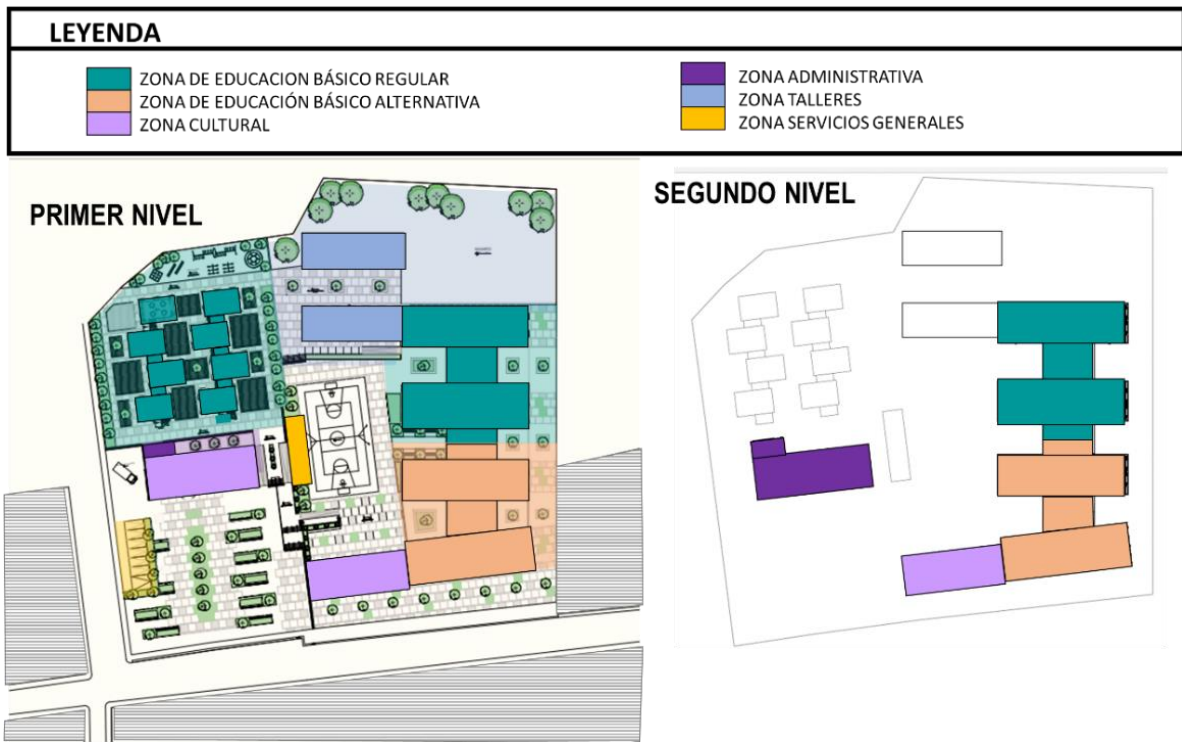 LEYENDA
ZONA DE EDUCACION BÁSICO REGULAR
ZONA DE EDUCACIÓN BÁSICO ALTERNATIVA
ZONA CULTURAL
ZONA ADMINISTRATIVA
ZONA TALLERES
ZONA SERVICIOS GENERALES
PRIMER NIVEL
SEGUNDO NIVEL